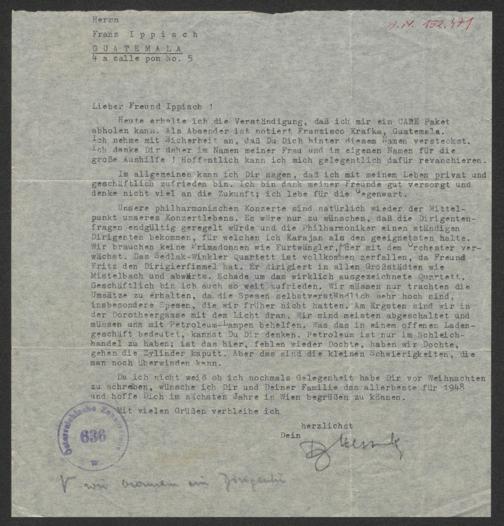 Herrn
Franz Ippisch
GUATEMALA
4 a calle pon No. 5
I.N. 152.471
Lieber Freund Ippisch !
Heute erhalte ich die Verständigung, daß ich mir ein CARE Paket
abholen kann. Als Absender ist notiert Francisco Krafka, Guatemala.
Ich nehme mit Sicherheit an, daß Du Dich hinter diesem Namen versteckst.
Ich danke Dir daher im Namen meiner Frau und im eigenen Namen für die
große Aushilfe ! Hoffentlich kann ich mich gelegentlich dafür revanchieren.
Im allgemeinen kann ich Dir sagen, daß ich mit meinem Leben privat und
geschäftlich zufrieden bin. Ich bin dank meiner Freunde gut versorgt und
denke nicht viel an die Zukunft; ich lebe für die Gegenwart.
Unsere philharmonischen Konzerte sind natürlich wieder der Mittel-
punkt unseres Konzertlebens. Es wäre nur zu wünschen, daß die Dirigenten-
fragen endgültig geregelt würde und die Philharmoniker einen ständigen
Dirigenten bekommen, für welchen ich Karajan als den geeignetsten halte.
Wir brauchen keine Primadonnen wie Furtwängler, der mit dem Orchester ver-
wächst. Das Sedlak-Winkler Quartett ist vollkommen zerfallen, da Freund
Fritz den Dirigierfimmel hat. Er dirigiert in allen Großstädten wie
Mistelbach und abwärts. Schade um das wirklich ausgezeichnete Quartett.
Geschäftlich bin ich auch so weit zufrieden. Wir müssen nur trachten die
Umsätze zu erhalten, da die Spesen selbstverständlich sehr hoch sind,
insbesondere Spesen, die wir früher nicht hatten. Am Ärgsten sind wir in
der Dorotheergasse mit dem Licht dran. Wir sind meisten abgeschaltet und
müssen uns mit Petroleum-Lampen behelfen. Was das in einem offenen Laden-
geschäft bedeutet, kannst Du Dir denken. Petroleum ist nur im Schleich-
handel zu haben; ist das hier, fehlen wieder Dochte, haben wir Dochte,
gehen die Zylinder kaputt. Aber das sind die kleinen Schwierigkeiten, die
man noch überwinden kann.
Da ich nicht weiß ob ich nochmals Gelegenheit habe Dir vor Weihnachten
zu schreiben, wünsche ich Dir und Deiner Familie das allerbeste für 1948
und hoffe Dich im nächsten Jahre in Wien begrüßen zu können.
Mit vielen Grüßen verbleibe ich
herzlichst
Dein
636
wir brauchen ein